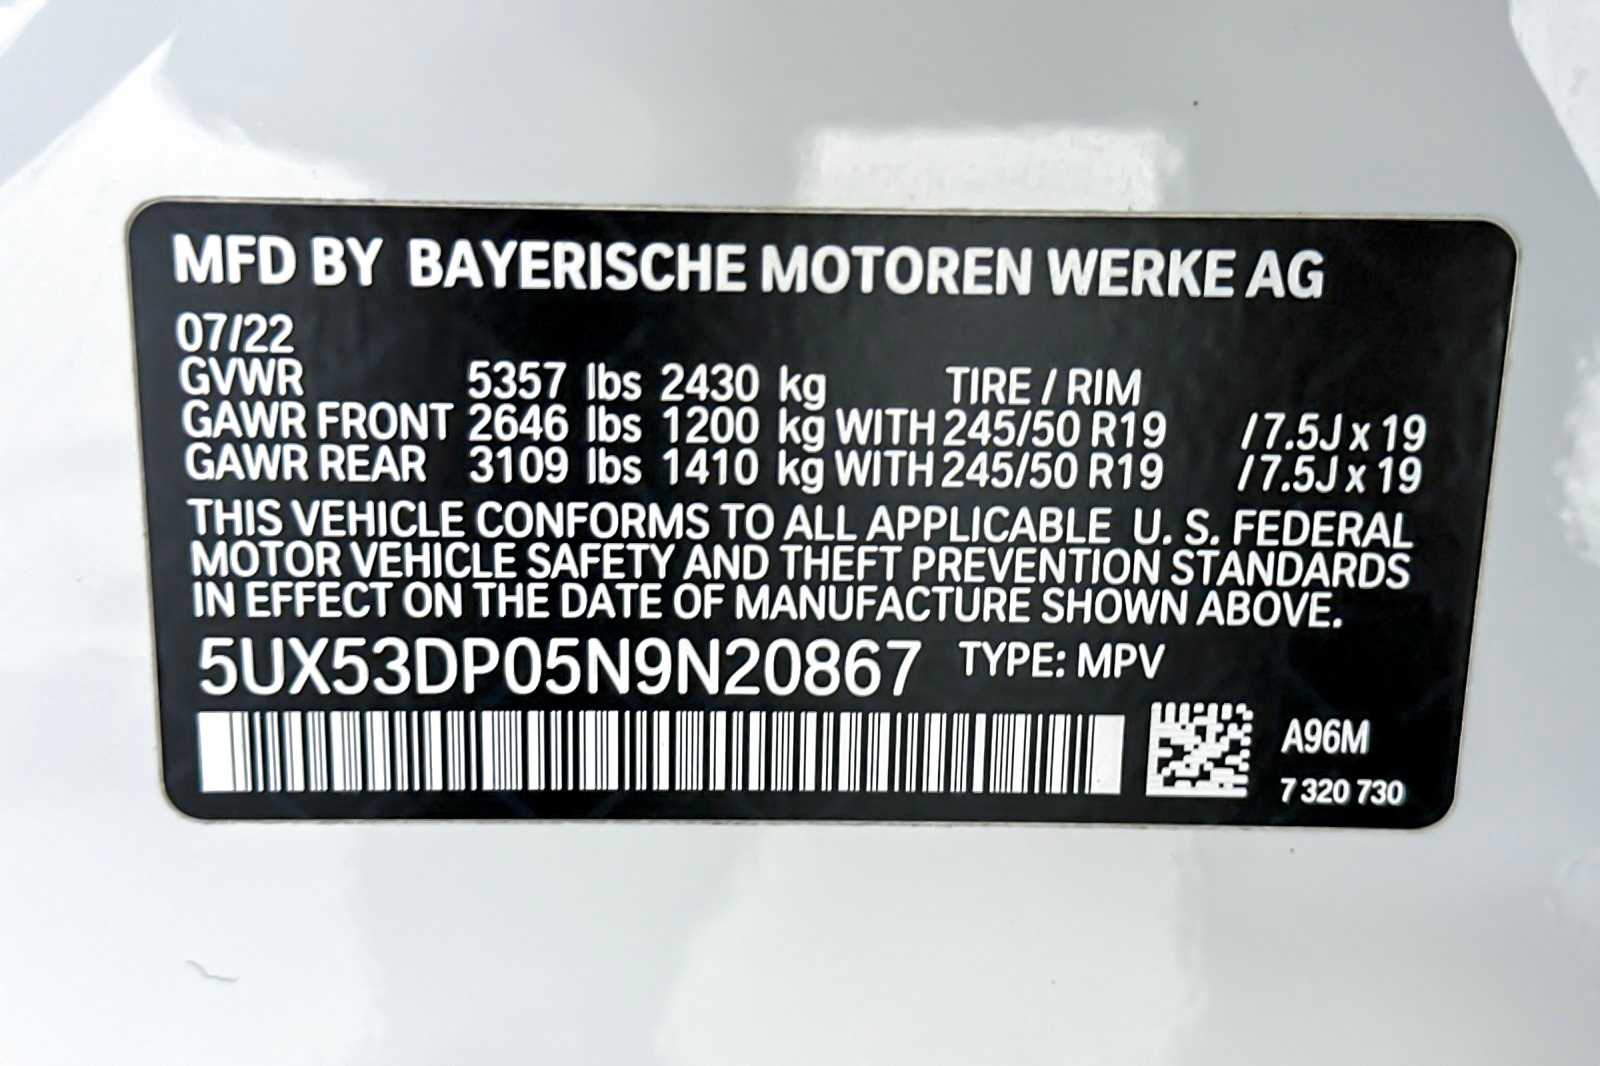 MFD BY BAYERISCHE MOTOREN WERKE AG
07/22
GVWR 5357 lbs 2430 kg TIRE / RIM
GAWR FRONT 2646 lbs 1200 kg WITH 245/50 R19 / 7.5J x 19
GAWR REAR 3109 lbs 1410 kg WITH 245/50 R19 / 7.5J x 19
THIS VEHICLE CONFORMS TO ALL APPLICABLE U. S. FEDERAL
MOTOR VEHICLE SAFETY AND THEFT PREVENTION STANDARDS
IN EFFECT ON THE DATE OF MANUFACTURE SHOWN ABOVE.
5UX53DP05N9N20867 TYPE: MPV
A96M
7 320 730